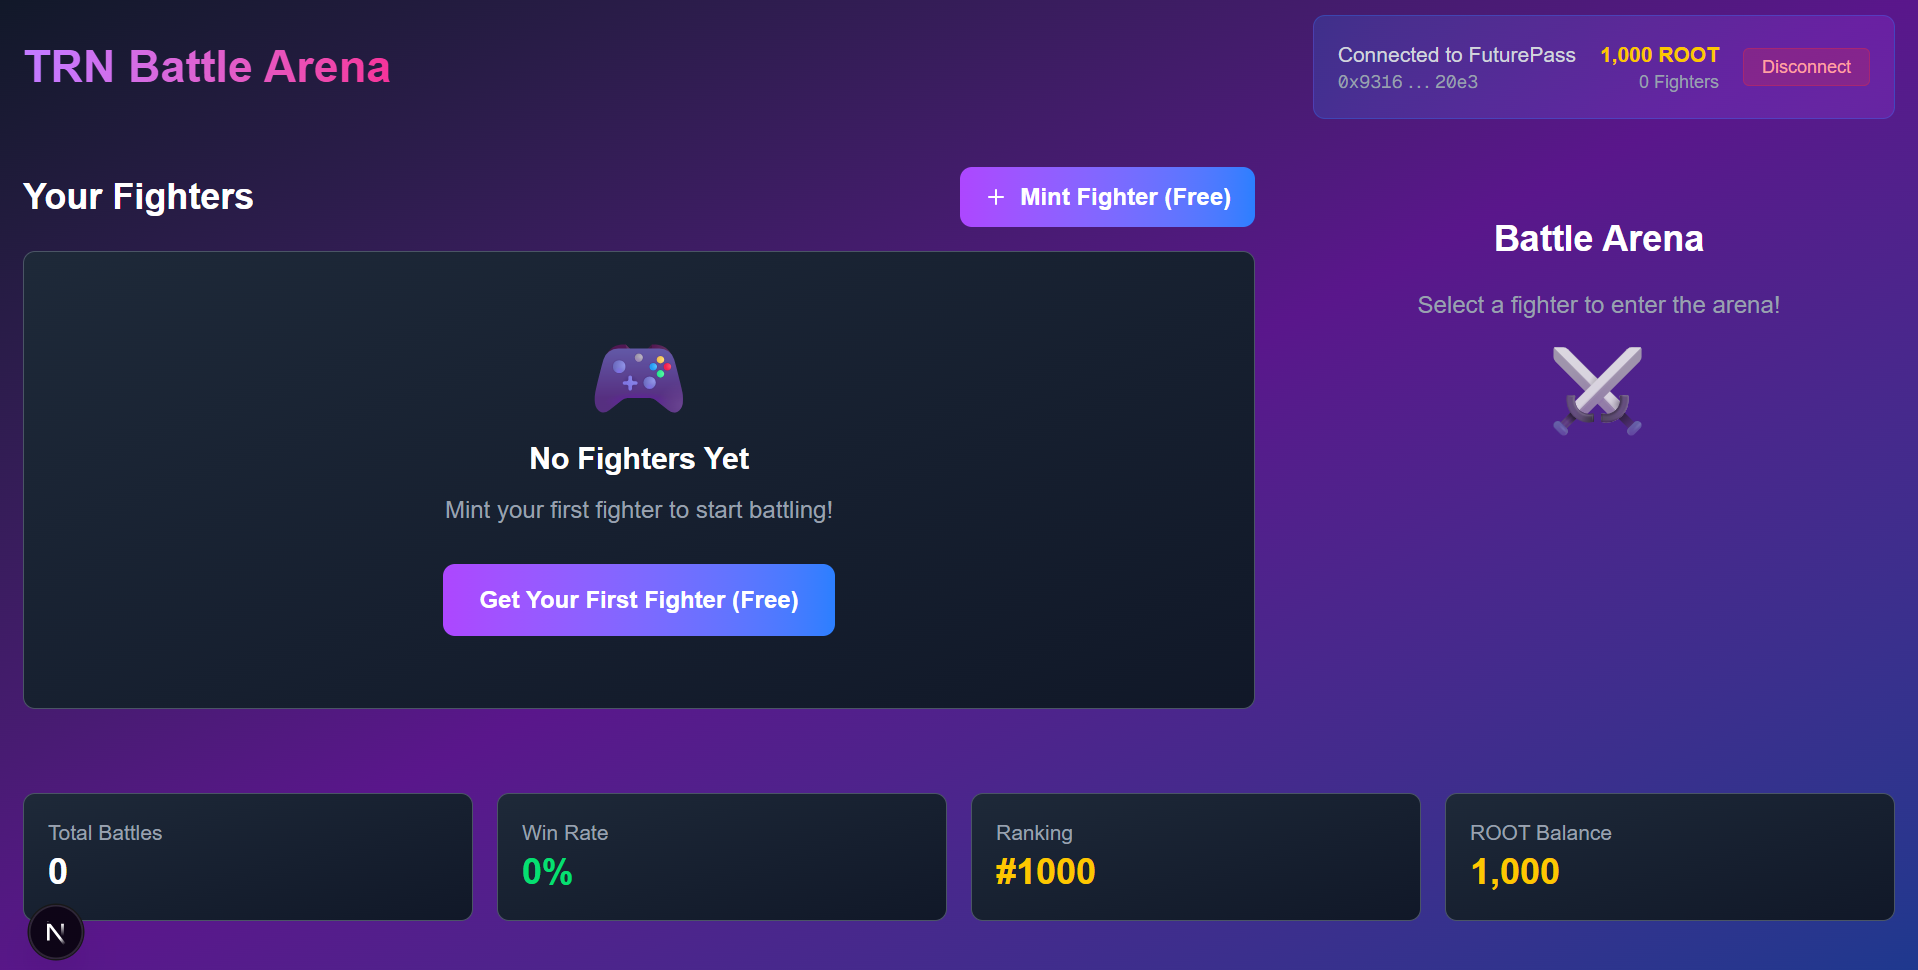 TRN Battle Arena
Connected to FuturePass
0x9316 ... 20e3
1,000 ROOT
0 Fighters
Disconnect
Your Fighters
+ Mint Fighter (Free)
No Fighters Yet
Mint your first fighter to start battling!
Get Your First Fighter (Free)
Battle Arena
Select a fighter to enter the arena!
Total Battles
0
Win Rate
0%
Ranking
#1000
ROOT Balance
1,000
N